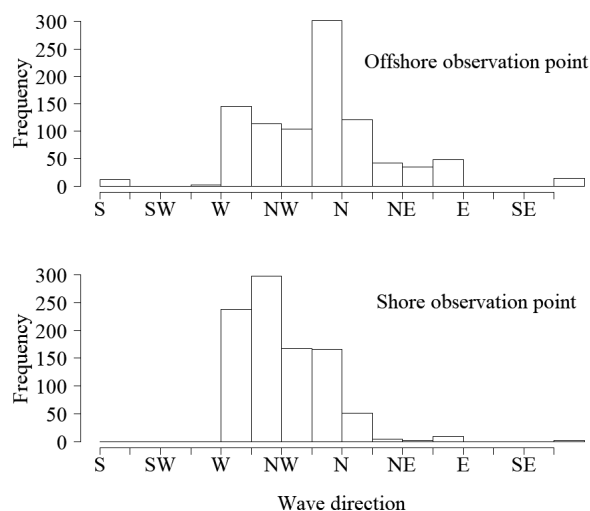 300
250
200
150
100
50
0
Frequency
Offshore observation point
S SW W NW N NE E SE
300
250
200
150
100
50
0
Frequency
Shore observation point
S SW W NW N NE E SE
Wave direction